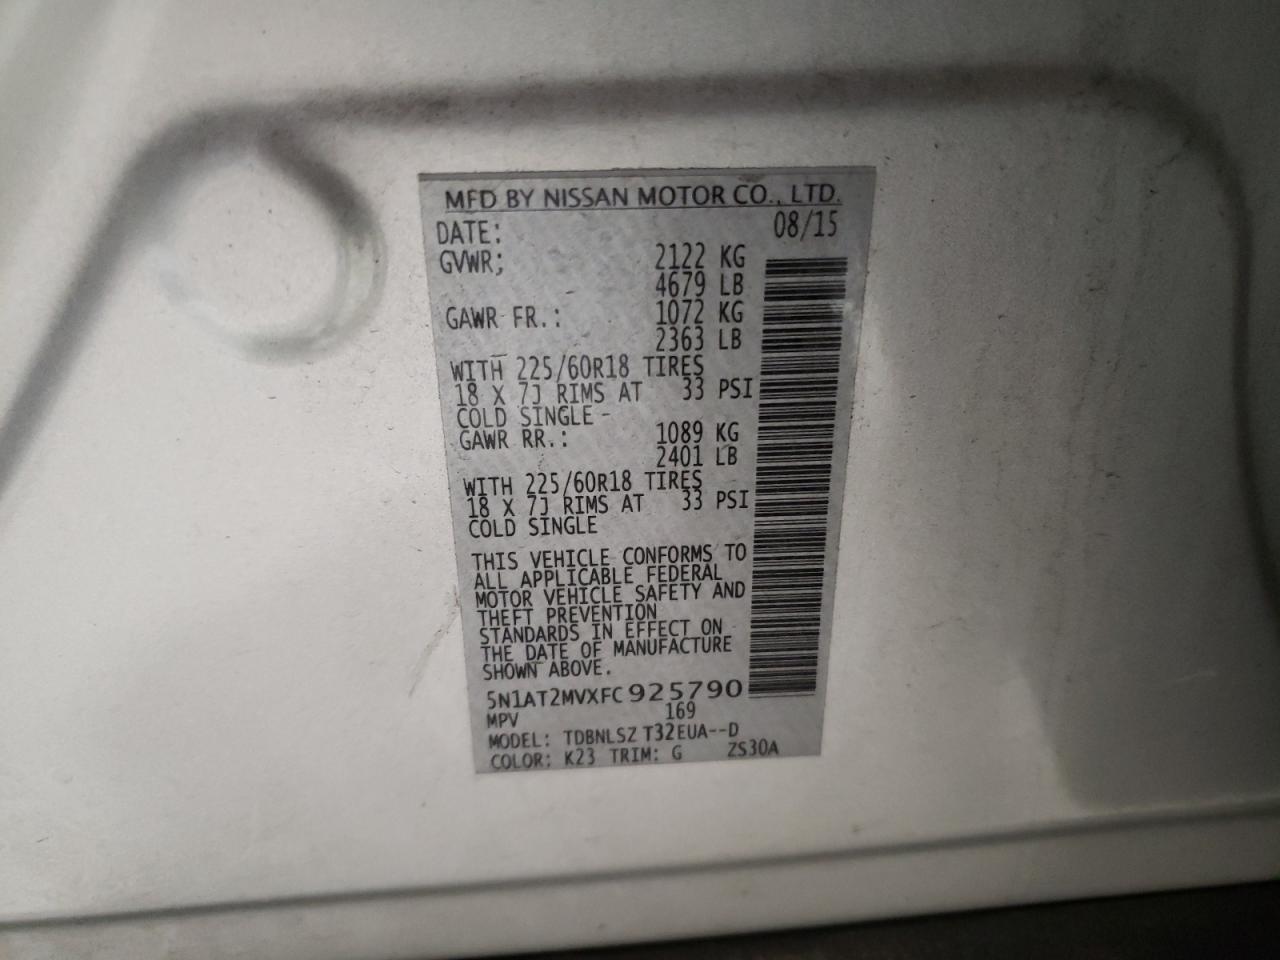 MFD BY NISSAN MOTOR CO., LTD.
DATE: 08/15
GVWR; 2122 KG
4679 LB
GAWR FR.: 1072 KG
2363 LB
WITH 225/60R18 TIRES
18 X 7J RIMS AT 33 PSI
COLD SINGLE
GAWR RR.: 1089 KG
2401 LB
WITH 225/60R18 TIRES
18 X 7J RIMS AT 33 PSI
COLD SINGLE
THIS VEHICLE CONFORMS TO
ALL APPLICABLE FEDERAL
MOTOR VEHICLE SAFETY AND
THEFT PREVENTION
STANDARDS IN EFFECT ON
THE DATE OF MANUFACTURE
SHOWN ABOVE.
5N1AT2MVXFC925790
MPV 169
MODEL: TDBNLSZ T32EUA--D
COLOR: K23 TRIM: G ZS30A